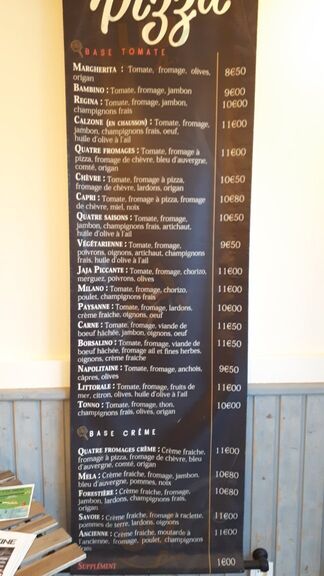 Pizza
BASE TOMATE
MARGHERITA : Tomate, fromage, olives, 8€50
origan
BAMBINO : Tomate, fromage, jambon 9€00
REGINA : Tomate, fromage, jambon, 10€00
champignons frais
CALZONE (EN CHAUSSON) : Tomate, fromage, 11€00
jambon, champignons frais, oeuf,
huile d'olive à l'ail
QUATRE FROMAGES : Tomate, fromage à 11€00
pizza, fromage de chèvre, bleu d'auvergne,
comté, origan
CHÈVRE : Tomate, fromage à pizza, 10€50
fromage de chèvre, lardons, origan
CAPRI : Tomate, fromage à pizza, fromage 10€80
de chèvre, miel, noix
QUATRE SAISONS : Tomate, fromage, 10€50
jambon, champignons frais, artichaut,
huile d'olive à l'ail
VÉGÉTARIENNE : Tomate, fromage, 9€50
poivrons, oignons, artichaut, champignons
frais, huile d'olive à l'ail
JAJA PICCANTE : Tomate, fromage, chorizo, 11€00
merguez, poivrons, olives
MILANO : Tomate, fromage, chorizo, 11€00
poulet, champignons frais
PAYSANNE : Tomate, fromage, lardons, 10€00
crème fraiche, oignons, oeuf
CARNE : Tomate, fromage, viande de 11€50
boeuf hâchée, jambon, oignons, oeuf
BORSALINO : Tomate, fromage, viande de 11€50
boeuf hâchée, fromage ail et fines herbes,
oignons, crème fraiche
NAPOLITAINE : Tomate, fromage, anchois, 9€50
câpres, olives
LITTORALE : Tomate, fromage, fruits de 11€00
mer, citron, olives, huile d'olive à l'ail
TONNO : Tomate, fromage, thon, 10€00
champignons frais, olives, origan
BASE CRÈME
QUATRE FROMAGES CRÈME : Crème fraiche, 11€00
fromage à pizza, fromage de chèvre, bleu
d'auvergne, comté, origan
MELA : Crème fraiche, fromage, jambon, 10€80
bleu d'auvergne, pommes, noix
FORESTIÈRE : Crème fraiche, fromage, 10€80
jambon, lardons, champignons frais,
origan
SAVOIE : Crème fraiche, fromage à raclette, 11€00
pommes de terre, lardons, oignons
ANCIENNE : Crème fraiche, moutarde à 11€00
l'ancienne, fromage, poulet, champignons
frais
SUPPLÉMENT 1€00